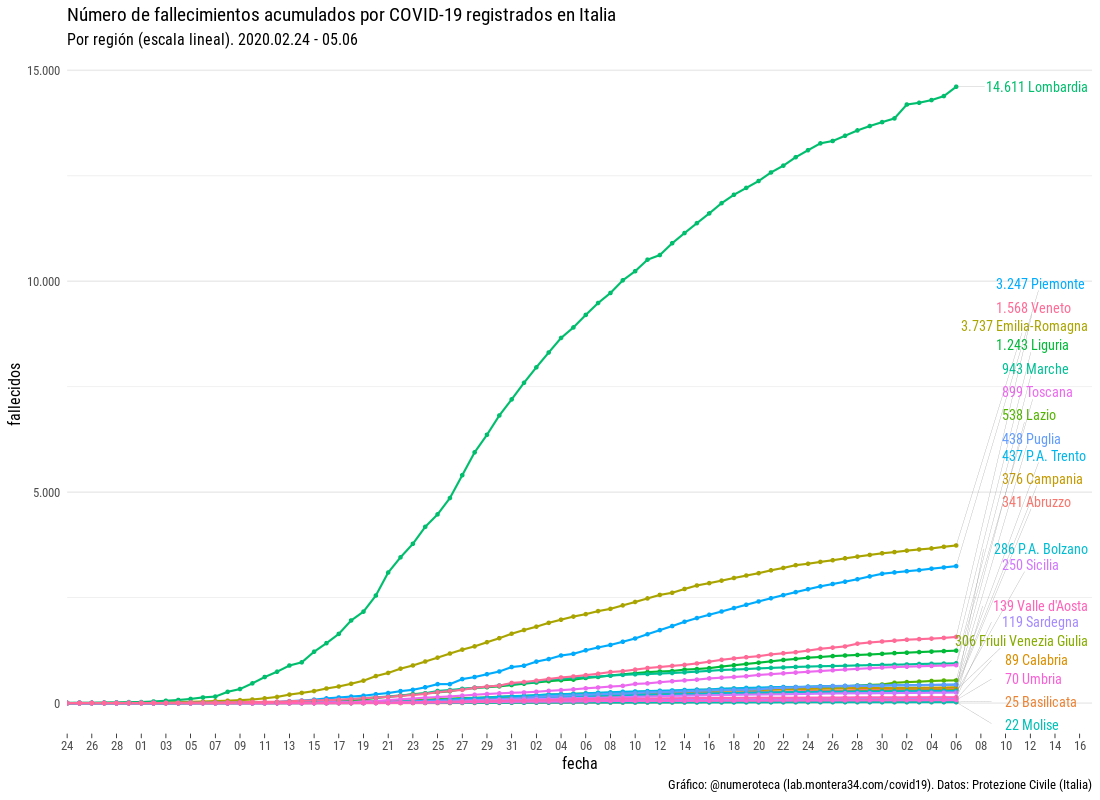 Número de fallecimientos acumulados por COVID-19 registrados en Italia
Por región (escala lineal). 2020.02.24 - 05.06
15.000
10.000
5.000
0
fallecidos
14.611 Lombardia
3.247 Piemonte
1.568 Veneto
3.737 Emilia-Romagna
1.243 Liguria
943 Marche
899 Toscana
538 Lazio
438 Puglia
437 P.A. Trento
376 Campania
341 Abruzzo
286 P.A. Bolzano
250 Sicilia
139 Valle d'Aosta
119 Sardegna
306 Friuli Venezia Giulia
89 Calabria
70 Umbria
25 Basilicata
22 Molise
24 26 28 01 03 05 07 09 11 13 15 17 19 21 23 25 27 29 31 02 04 06 08 10 12 14 16 18 20 22 24 26 28 30 02 04 06 08 10 12 14 16
fecha
Gráfico: @numeroteca (lab.montera34.com/covid19). Datos: Protezione Civile (Italia)